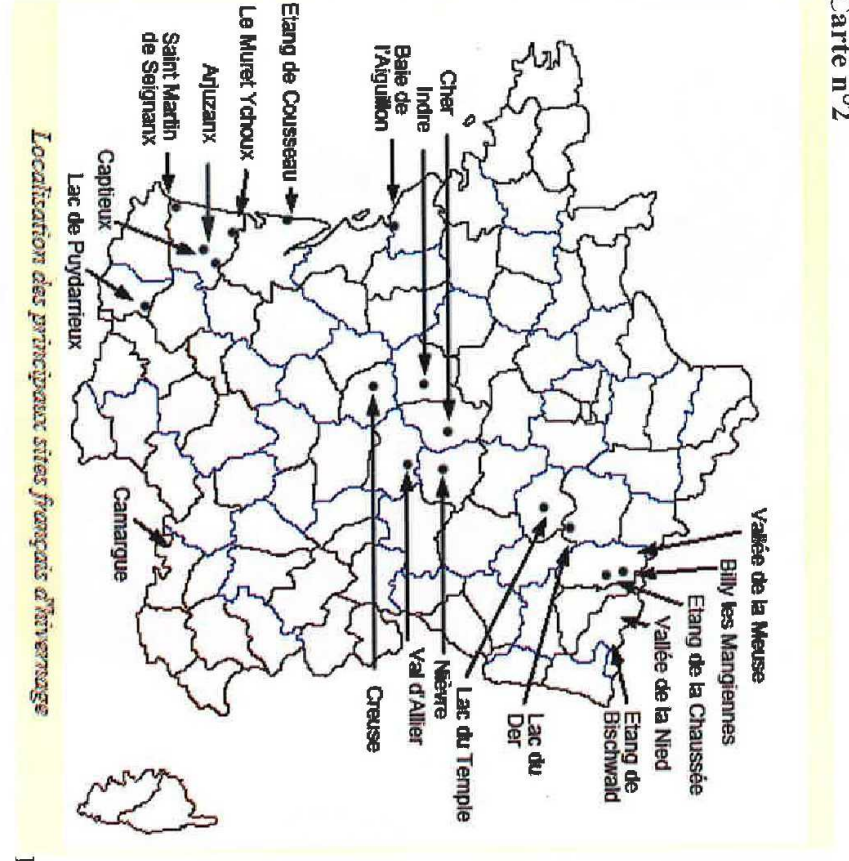 Carte n°2
Vallée de la Meuse
Billy les Mangiennes
Etang de la Chaussée
Vallée de la Nied
Etang de
Bischwald
Lac du
Der
Lac du Temple
Nièvre
Val d'Allier
Creuse
Cher
Indre
Baie de
l'Aiguillon
Etang de Cousseau
Le Muret Ychoux
Arjuzanx
Saint Martin
de Seignanx
Captieux
Lac de Puydarrieux
Camargue
Localisation des principaux sites français d'hivernage